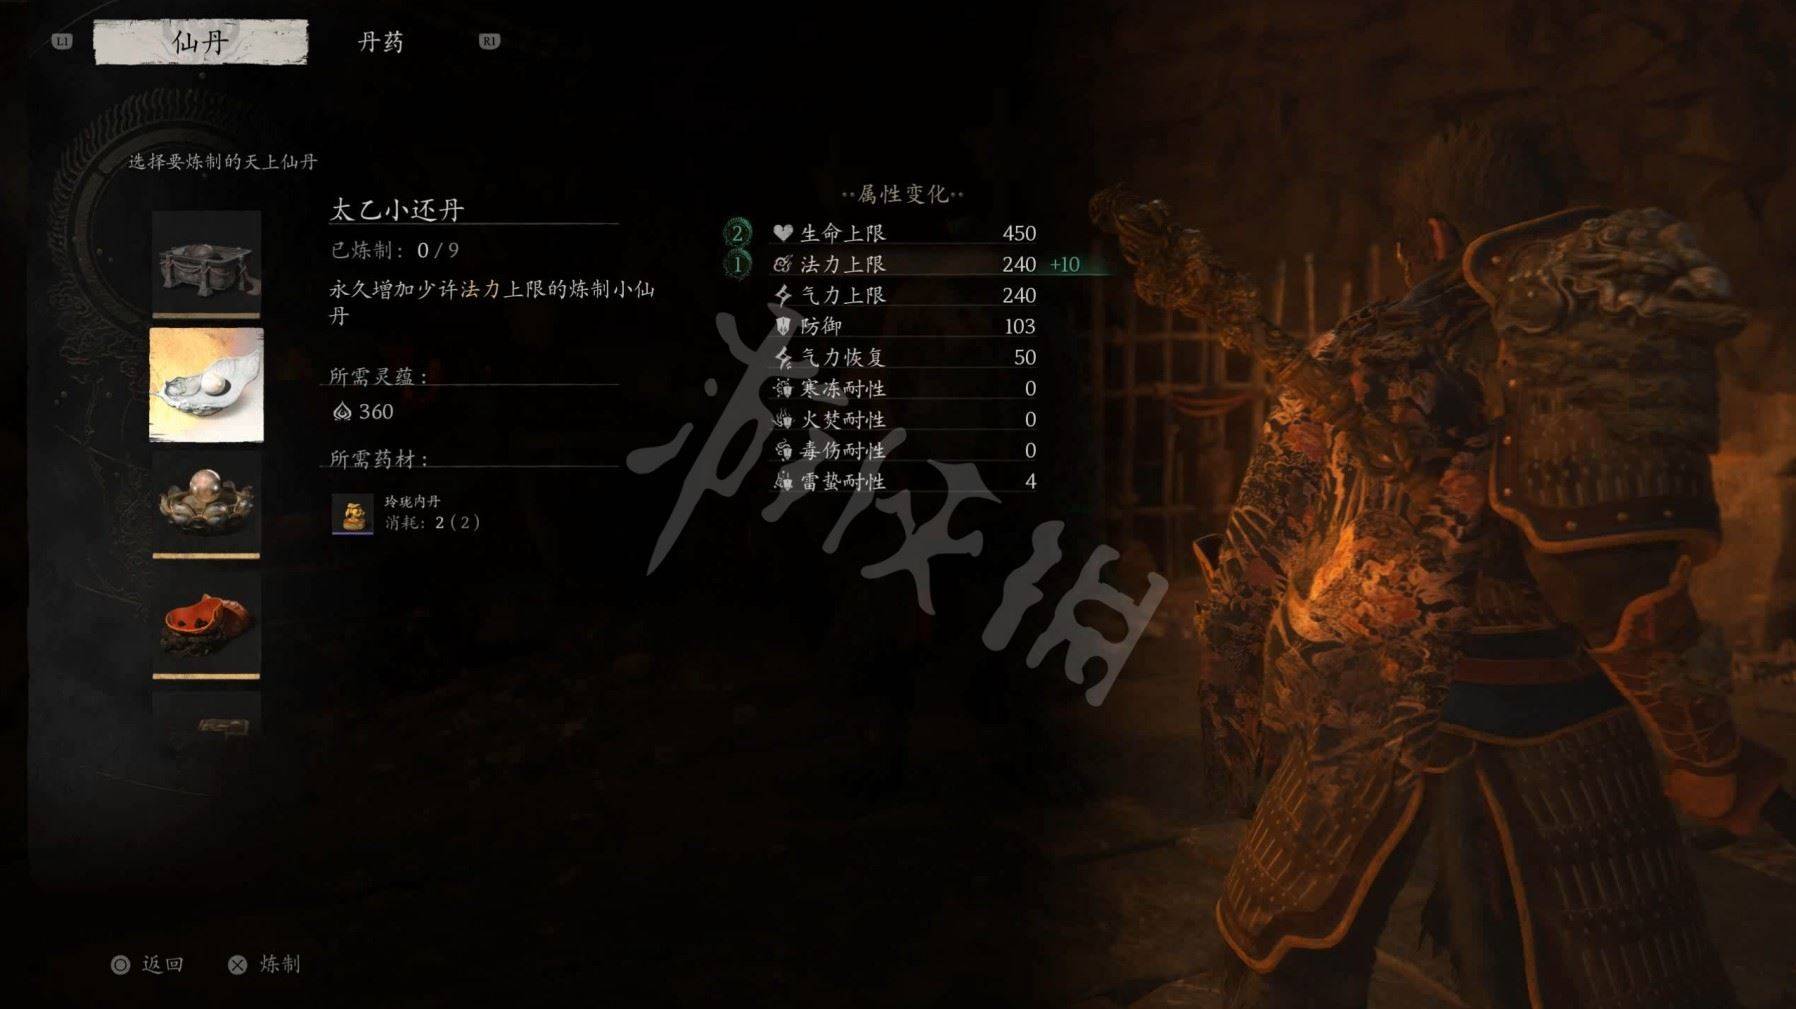 L1
仙丹
丹药
R1
选择要炼制的天上仙丹
太乙小还丹
已炼制：0/9
永久增加少许法力上限的炼制小仙
丹
所需灵蕴：
360
所需药材：
玲珑内丹
消耗：2(2)
··属性变化··
2 生命上限 450
1 法力上限 240 +10
气力上限 240
防御 103
气力恢复 50
寒冻耐性 0
火焚耐性 0
毒伤耐性 0
雷蛰耐性 4
游侠网
返回
炼制